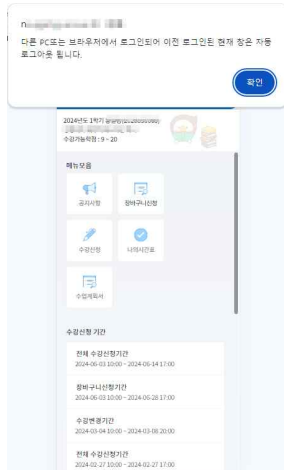 다른 PC또는 브라우저에서 로그인되어 이전 로그인된 현재 창은 자동
로그아웃 됩니다.
확인
2024년도 1학기
수강가능학점 : 9 ~ 20
메뉴모음
공지사항
장바구니신청
수강신청
나의시간표
수업계획서
수강신청 기간
전체 수강신청기간
2024-06-03 10:00 ~ 2024-06-14 17:00
장바구니신청기간
2024-06-03 10:00 ~ 2024-06-28 17:00
수강변경기간
2024-03-04 10:00 ~ 2024-03-08 20:00
전체 수강신청기간
2024-02-27 10:00 ~ 2024-02-27 17:00